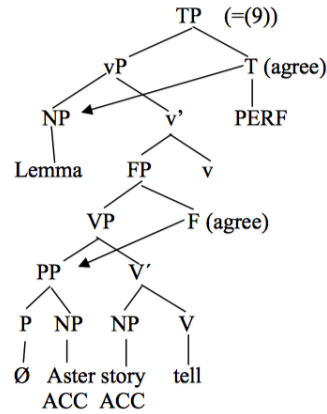 TP (=(9))
vP T (agree)
NP v' PERF
Lemma FP v
VP F (agree)
PP V´
P NP NP V
Ø Aster story tell
ACC ACC